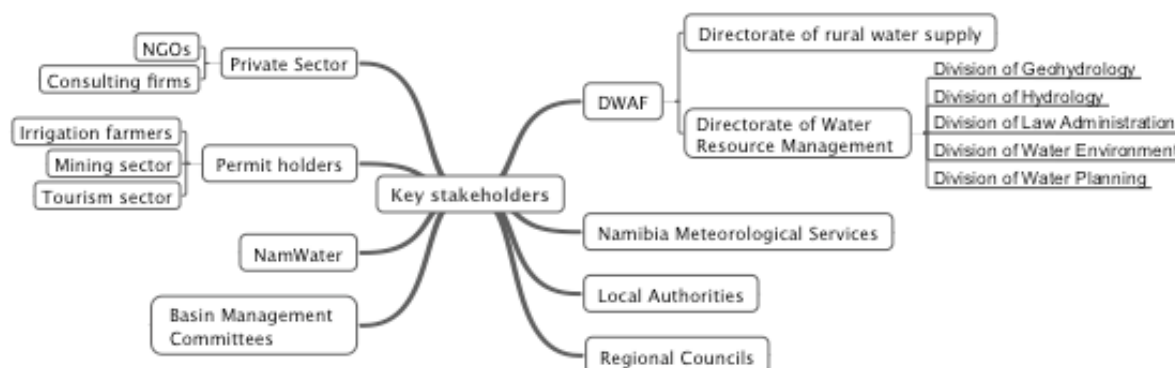 NGOs
Consulting firms
Private Sector
Irrigation farmers
Mining sector
Tourism sector
Permit holders
NamWater
Basin Management
Committees
Key stakeholders
DWAF
Directorate of rural water supply
Directorate of Water
Resource Management
Division of Geohydrology
Division of Hydrology
Division of Law Administration
Division of Water Environment
Division of Water Planning
Namibia Meteorological Services
Local Authorities
Regional Councils